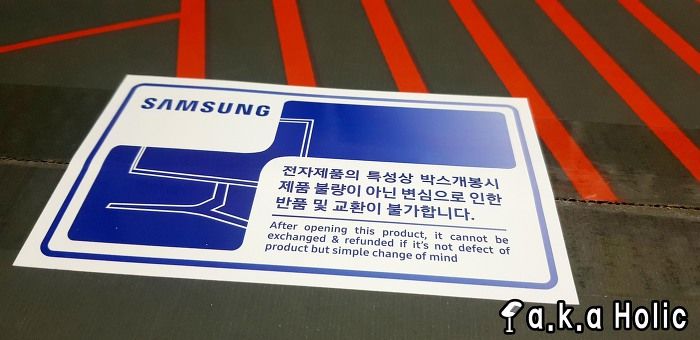 SAMSUNG
전자제품의 특성상 박스개봉시
제품 불량이 아닌 변심으로 인한
반품 및 교환이 불가합니다.
After opening this product, it cannot be
exchanged & refunded if it's not defect of
product but simple change of mind
a.k.a Holic